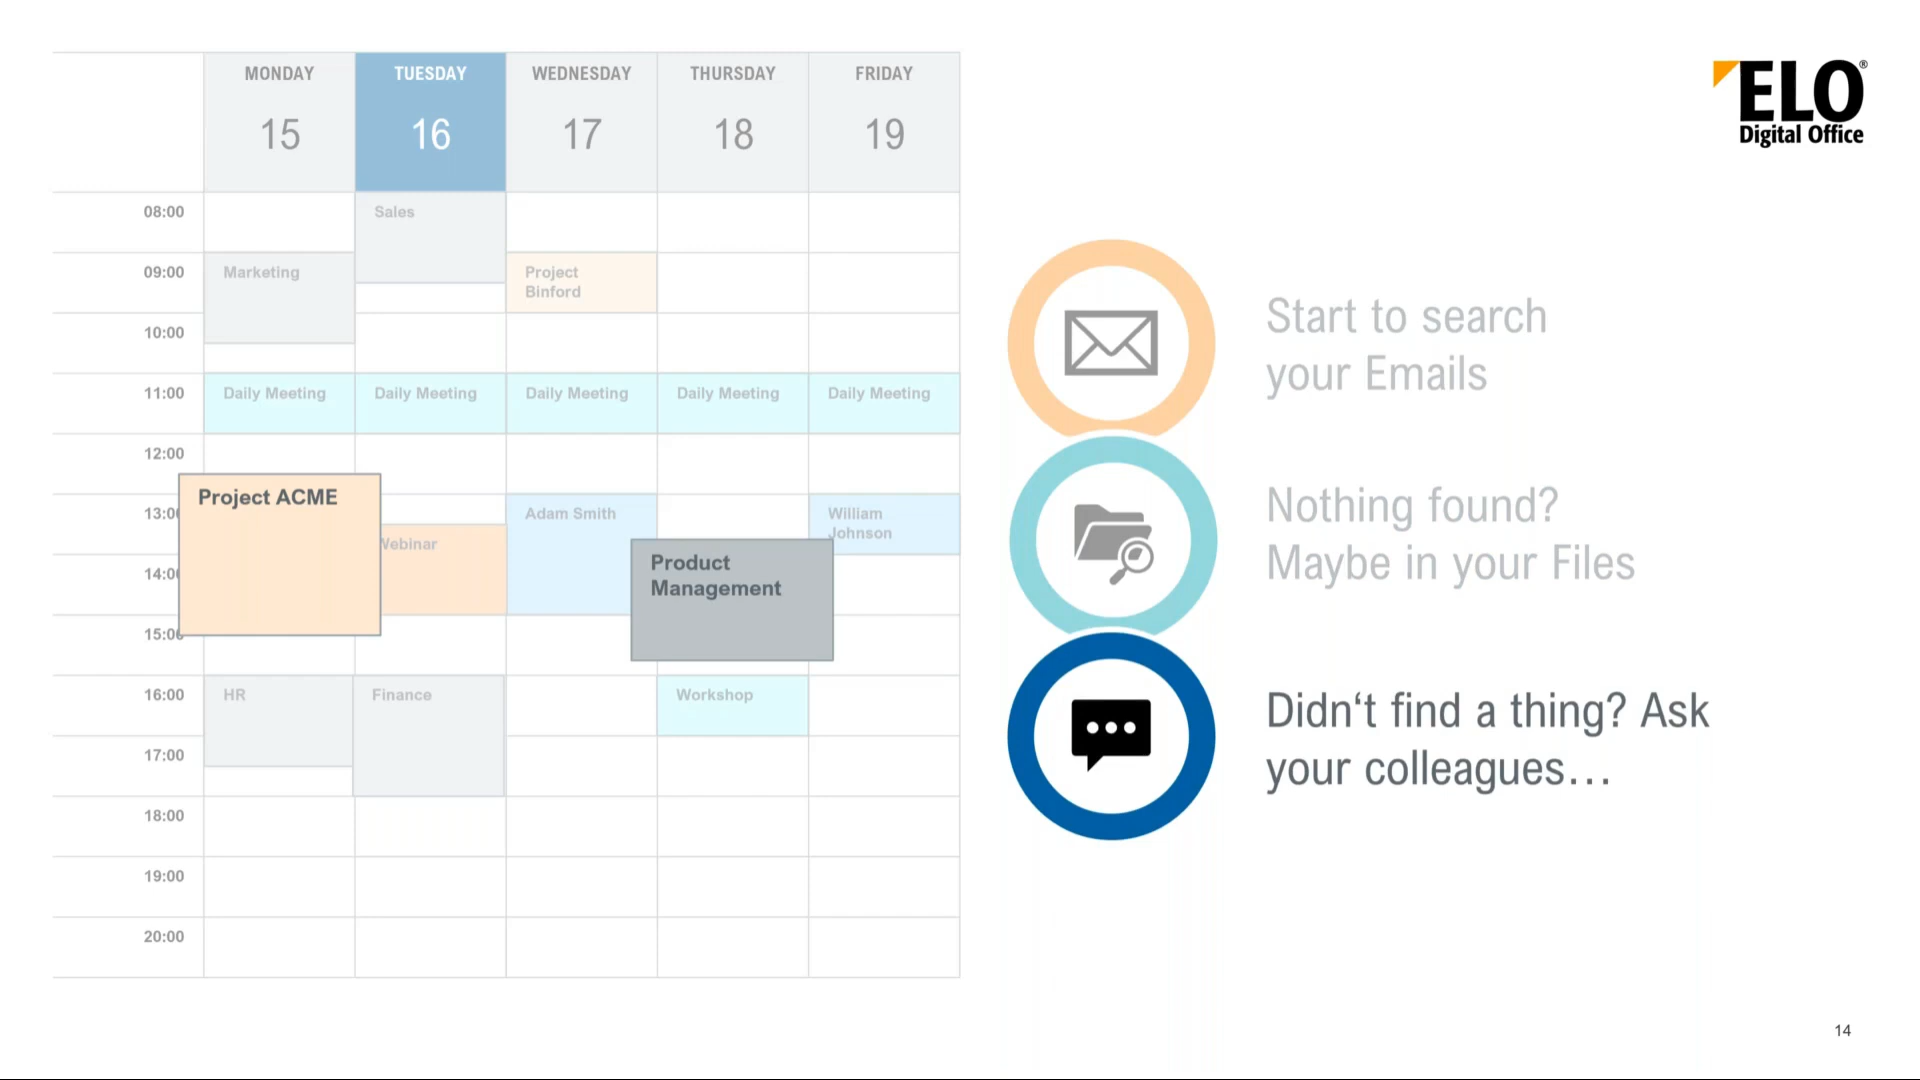 MONDAY
TUESDAY
WEDNESDAY
THURSDAY
FRIDAY
15
16
17
18
19
ELO®
Digital Office
08:00
Sales
09:00
Marketing
Project
Binford
10:00
11:00
Daily Meeting
Daily Meeting
Daily Meeting
Daily Meeting
Daily Meeting
12:00
Project ACME
13:00
Adam Smith
William
Johnson
Webinar
Product
Management
14:00
15:00
16:00
HR
Finance
Workshop
17:00
18:00
19:00
20:00
Start to search
your Emails
Nothing found?
Maybe in your Files
Didn‘t find a thing? Ask
your colleagues…
14